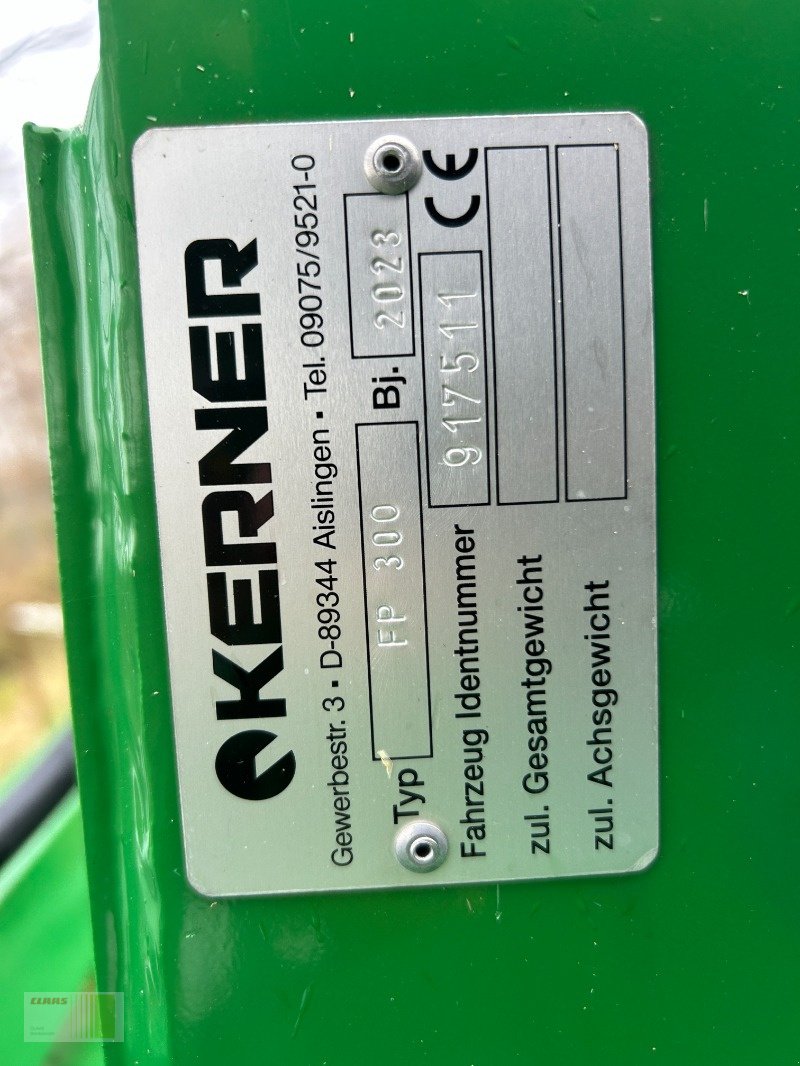 KERNER
Gewerbestr. 3 • D-89344 Aislingen • Tel. 09075/9521-0
Typ FP 300 Bj. 2023
Fahrzeug Identnummer 917511 CE
zul. Gesamtgewicht
zul. Achsgewicht
CLAAS